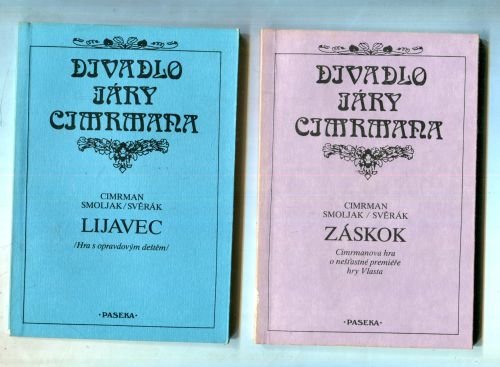 DIVADLO
JÁRY
CIMRMANA
CIMRMAN
SMOLJAK/SVĚRÁK
LIJAVEC
/Hra s opravdovým deštěm/
·PASEKA·
DIVADLO
JÁRY
CIMRMANA
CIMRMAN
SMOLJAK / SVĚRÁK
ZÁSKOK
Cimrmanova hra
o nešťastné premiéře
hry Vlasta
·PASEKA·